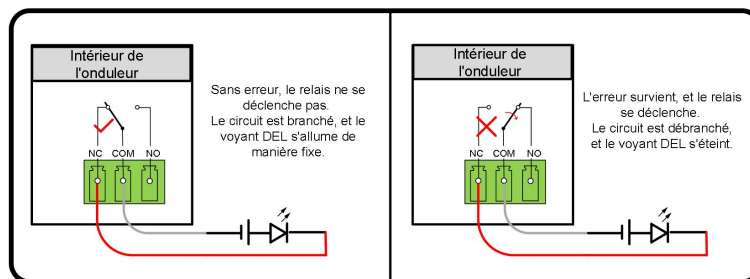 Intérieur de
l'onduleur
Sans erreur, le relais ne se
déclenche pas.
Le circuit est branché, et le
voyant DEL s'allume de
manière fixe.
NC COM NO
Intérieur de
l'onduleur
L'erreur survient, et le relais
se déclenche.
Le circuit est débranché,
et le voyant DEL s'éteint.
NC COM NO